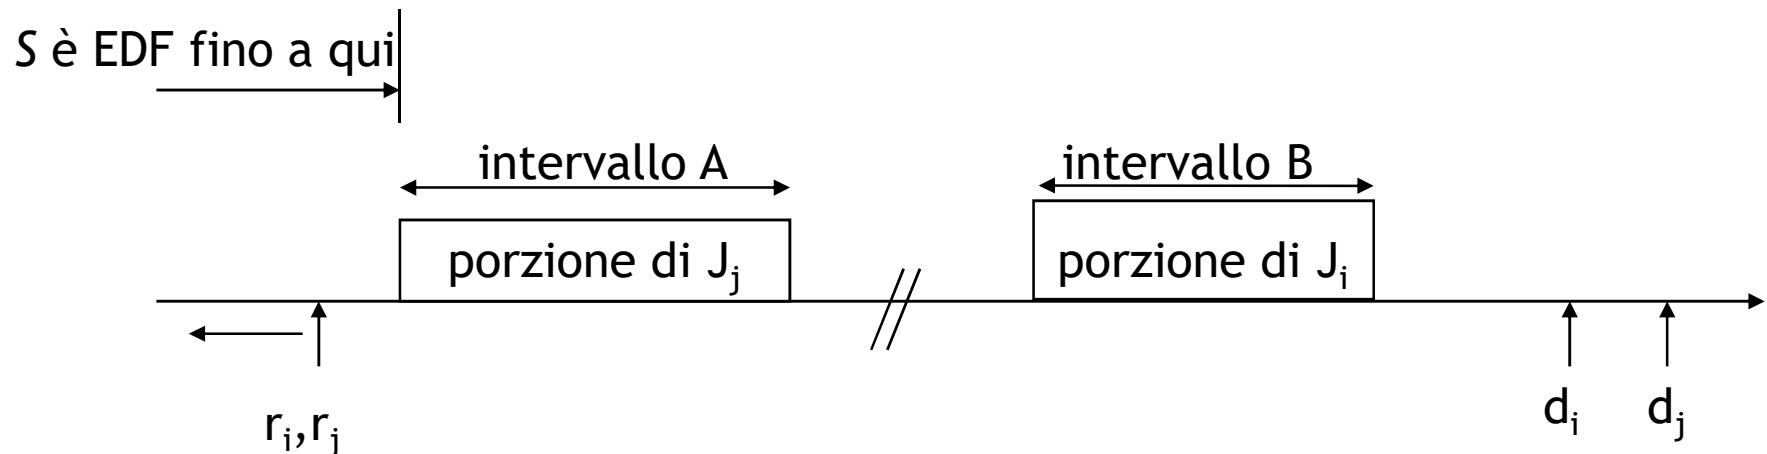 S è EDF fino a qui
intervallo A
intervallo B
porzione di Jj
porzione di Ji
ri,rj
di
dj